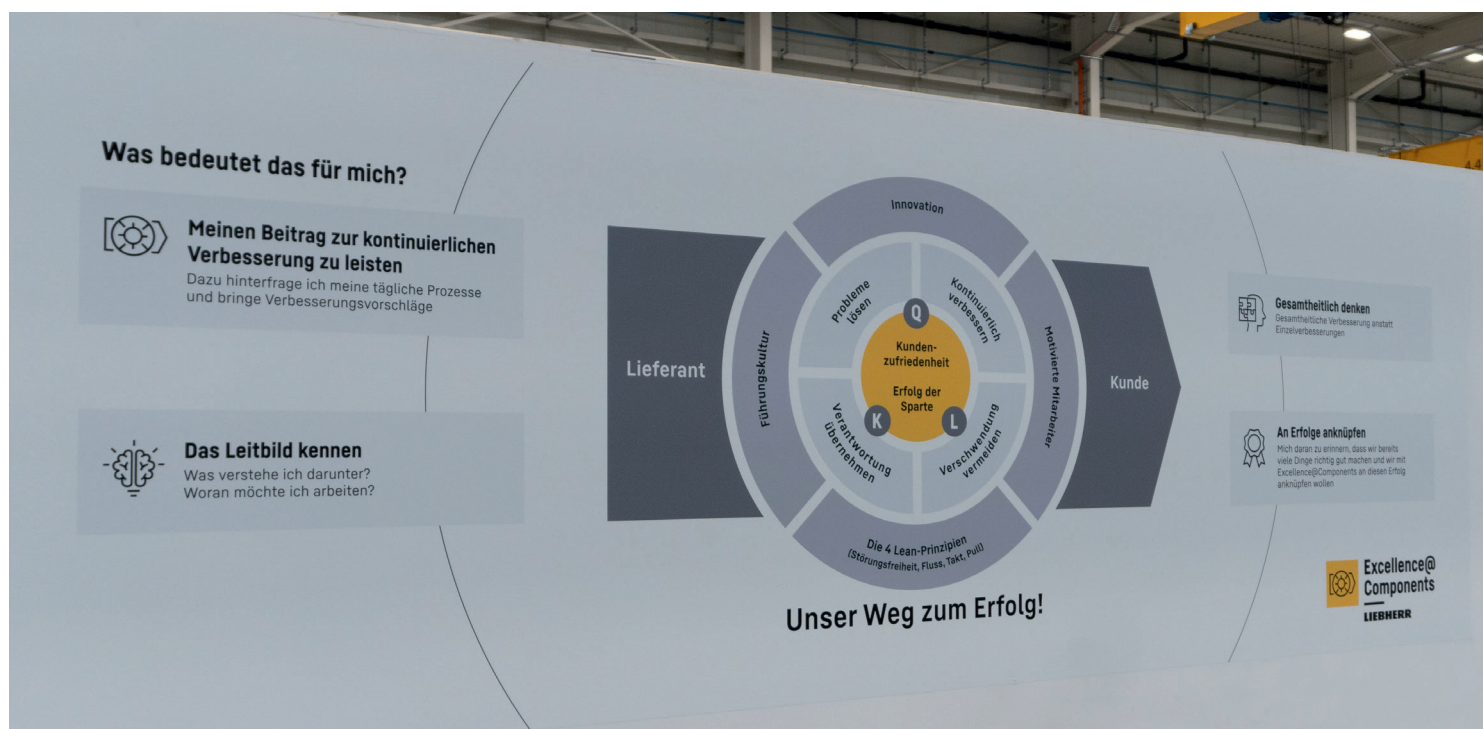 Was bedeutet das für mich?
Meinen Beitrag zur kontinuierlichen
Verbesserung zu leisten
Dazu hinterfrage ich meine tägliche Prozesse
und bringe Verbesserungsvorschläge
Das Leitbild kennen
Was verstehe ich darunter?
Woran möchte ich arbeiten?
Lieferant
Innovation
Führungskultur
Motivierte Mitarbeiter
Die 4 Lean-Prinzipien
(Störungsfreiheit, Fluss, Takt, Pull)
Probleme
lösen
Kontinuierlich
verbessern
Verantwortung
übernehmen
Verschwendung
vermeiden
Q
Kunden-
zufriedenheit
Erfolg der
Sparte
K
L
Kunde
Unser Weg zum Erfolg!
Gesamtheitlich denken
Gesamtheitliche Verbesserung anstatt
Einzelverbesserungen
An Erfolge anknüpfen
Mich daran zu erinnern, dass wir bereits
viele Dinge richtig gut machen und wir mit
Excellence@Components an diesen Erfolg
anknüpfen wollen
Excellence@
Components
LIEBHERR
4.4